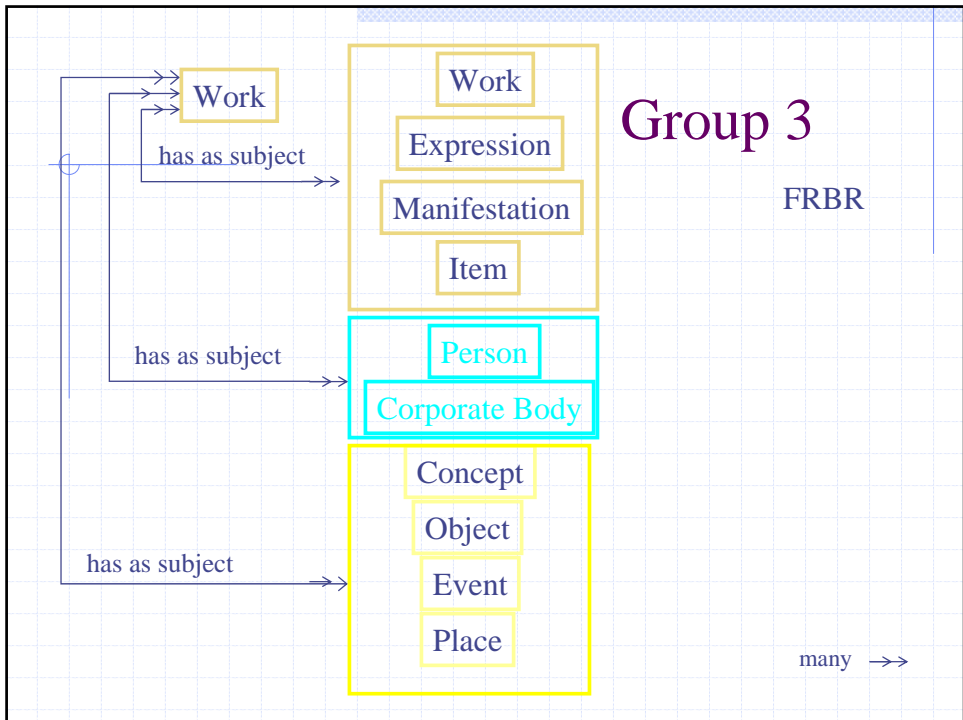 Group 3
FRBR
Work
has as subject
Work
Expression
Manifestation
Item
has as subject
Person
Corporate Body
has as subject
Concept
Object
Event
Place
many